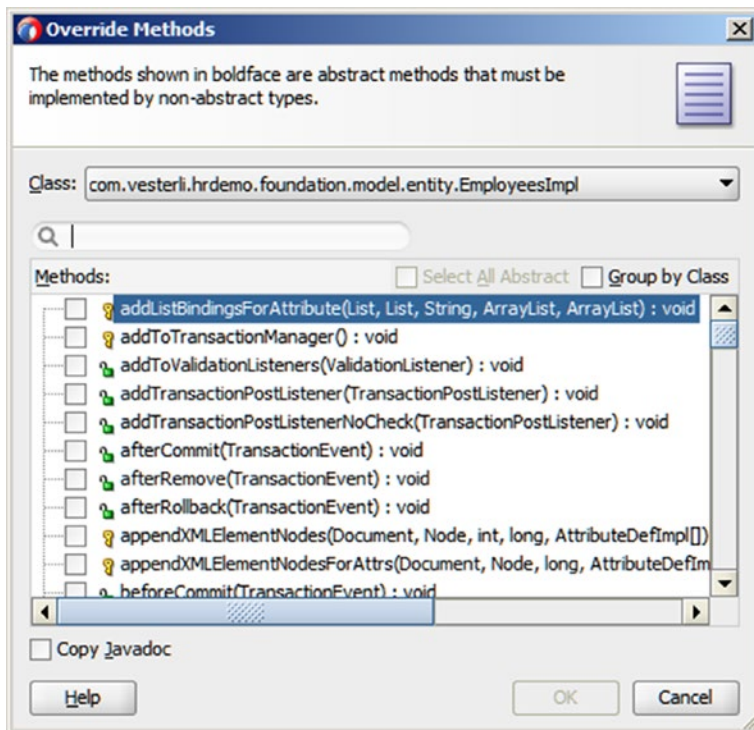 Override Methods
The methods shown in boldface are abstract methods that must be
implemented by non-abstract types.
Class: com.vesterli.hrdemo.foundation.model.entity.EmployeesImpl
Methods: Select All Abstract Group by Class
addListBindingsForAttribute(List, List, String, ArrayList, ArrayList) : void
addToTransactionManager() : void
addToValidationListeners(ValidationListener) : void
addTransactionPostListener(TransactionPostListener) : void
addTransactionPostListenerNoCheck(TransactionPostListener) : void
afterCommit(TransactionEvent) : void
afterRemove(TransactionEvent) : void
afterRollback(TransactionEvent) : void
appendXMLElementNodes(Document, Node, int, long, AttributeDefImpl[])
appendXMLElementNodesForAttrs(Document, Node, long, AttributeDefIm
beforeCommit(TransactionEvent) : void
Copy Javadoc
Help OK Cancel